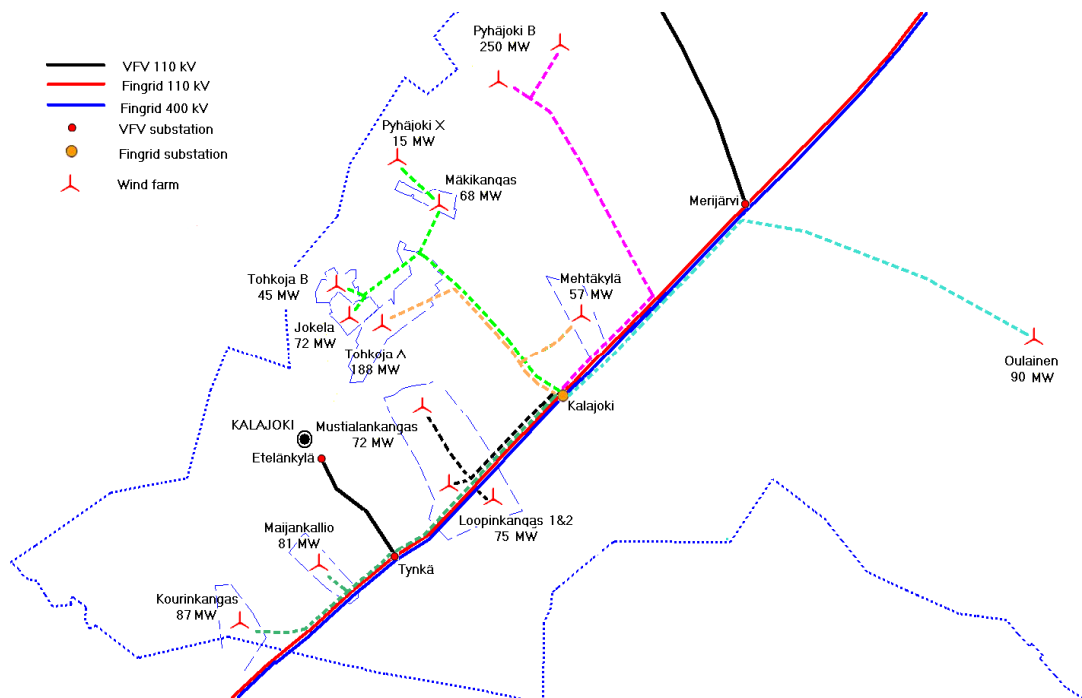 VFV 110 kV
Fingrid 110 kV
Fingrid 400 kV
VFV substation
Fingrid substation
Wind farm
Pyhäjoki B
250 MW
Pyhäjoki X
15 MW
Mäkikangas
68 MW
Merijärvi
Tohkoja B
45 MW
Mehtäkylä
57 MW
Jokela
72 MW
Tohkoja A
188 MW
Oulainen
90 MW
Kalajoki
KALAJOKI
Mustialankangas
72 MW
Etelänkylä
Loopinkangas 1&2
75 MW
Maijankallio
81 MW
Tynkä
Kourinkangas
87 MW